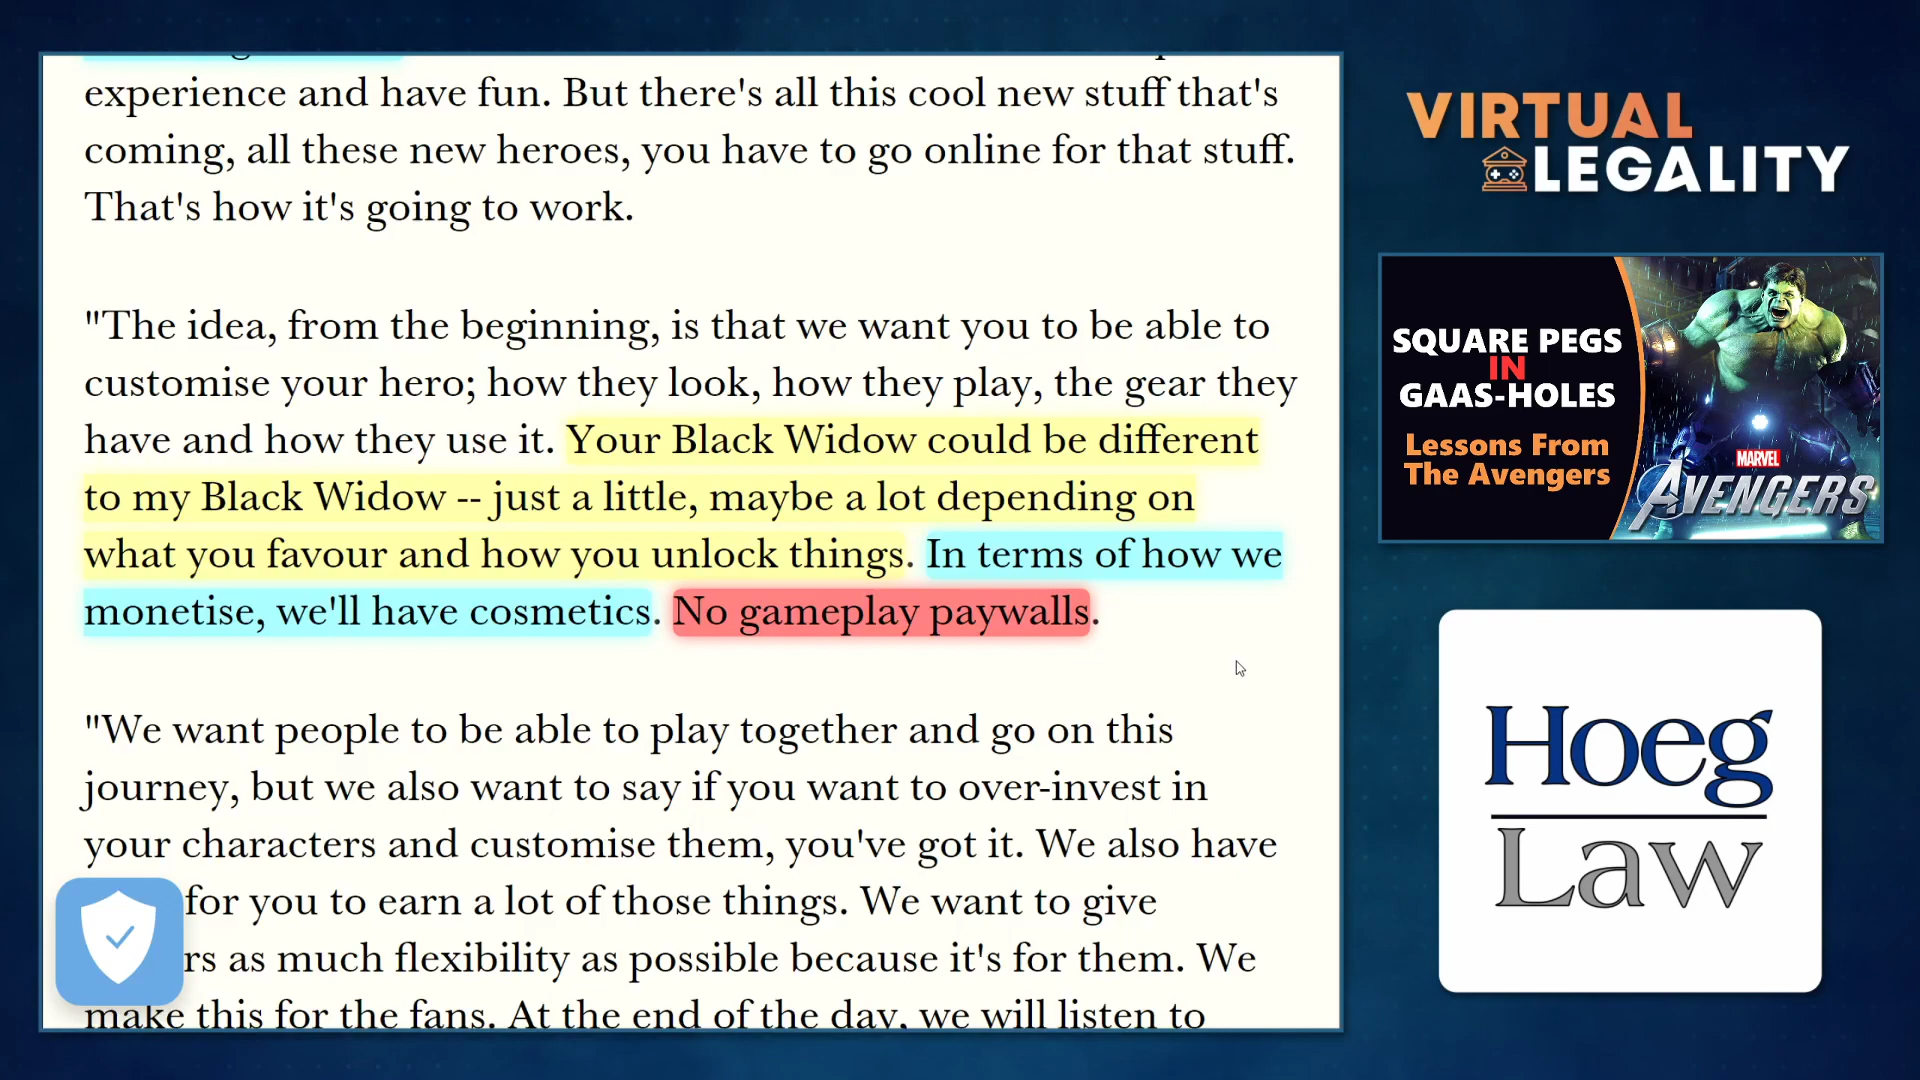 experience and have fun. But there's all this cool new stuff that's
coming, all these new heroes, you have to go online for that stuff.
That's how it's going to work.
"The idea, from the beginning, is that we want you to be able to
customise your hero; how they look, how they play, the gear they
have and how they use it. Your Black Widow could be different
to my Black Widow -- just a little, maybe a lot depending on
what you favour and how you unlock things. In terms of how we
monetise, we'll have cosmetics. No gameplay paywalls.
"We want people to be able to play together and go on this
journey, but we also want to say if you want to over-invest in
your characters and customise them, you've got it. We also have
for you to earn a lot of those things. We want to give
rs as much flexibility as possible because it's for them. We
make this for the fans. At the end of the day, we will listen to
VIRTUAL
LEGALITY
SQUARE PEGS
IN
GAAS-HOLES
Lessons From
The Avengers
MARVEL
AVENGERS
Hoeg
Law